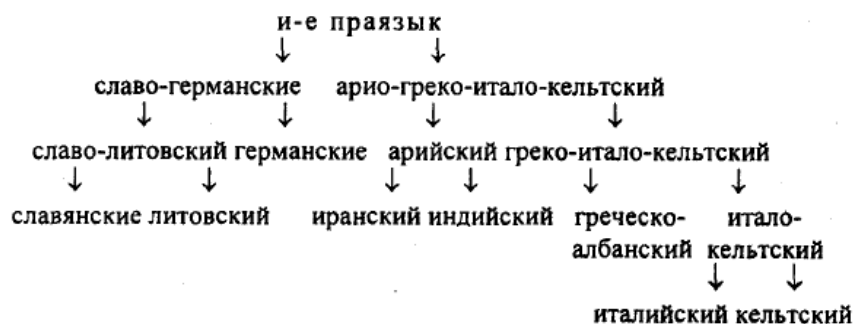 и-е праязык
славо-германские арио-греко-итало-кельтский
славо-литовский германские арийский греко-итало-кельтский
славянские литовский иранский индийский греческо- итало-
албанский кельтский
италийский кельтский